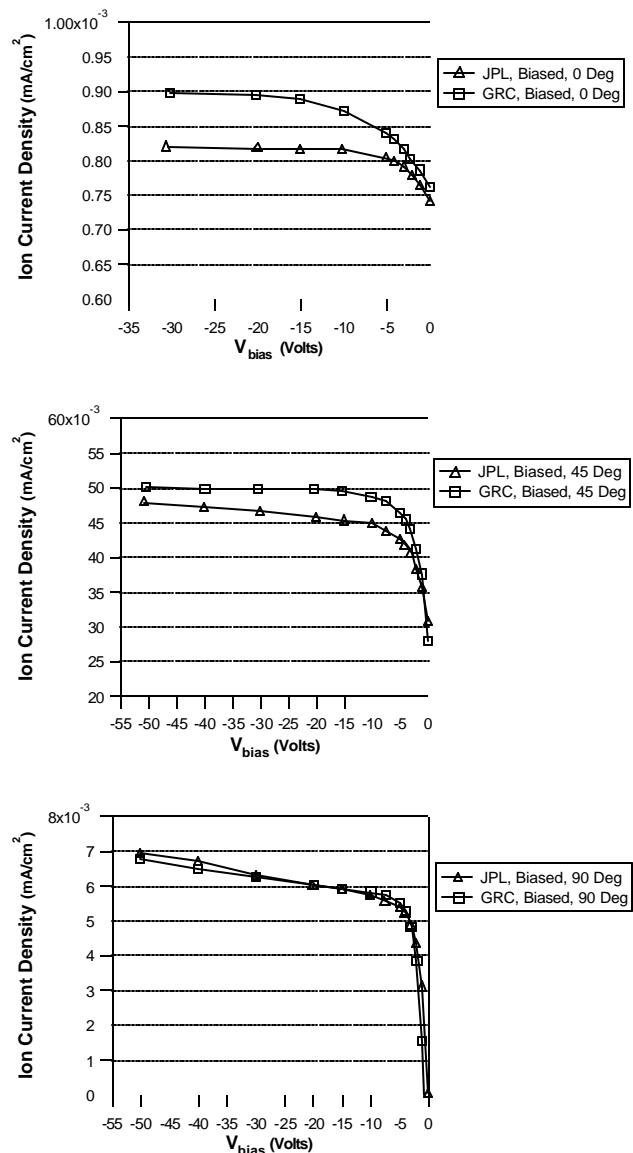 1.00x10⁻³
0.95
0.90
0.85
0.80
0.75
0.70
0.65
0.60
Ion Current Density (mA/cm²)
-35 -30 -25 -20 -15 -10 -5 0
V_bias (Volts)
JPL, Biased, 0 Deg
GRC, Biased, 0 Deg
60x10⁻³
55
50
45
40
35
30
25
20
Ion Current Density (mA/cm²)
-55 -50 -45 -40 -35 -30 -25 -20 -15 -10 -5 0
V_bias (Volts)
JPL, Biased, 45 Deg
GRC, Biased, 45 Deg
8x10⁻³
7
6
5
4
3
2
1
0
Ion Current Density (mA/cm²)
-55 -50 -45 -40 -35 -30 -25 -20 -15 -10 -5 0
V_bias (Volts)
JPL, Biased, 90 Deg
GRC, Biased, 90 Deg